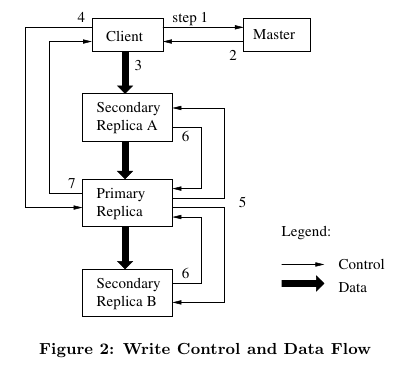 4
step 1
Client
Master
2
3
Secondary
Replica A
6
7
Primary
Replica
5
Legend:
Control
Data
6
Secondary
Replica B
Figure 2: Write Control and Data Flow